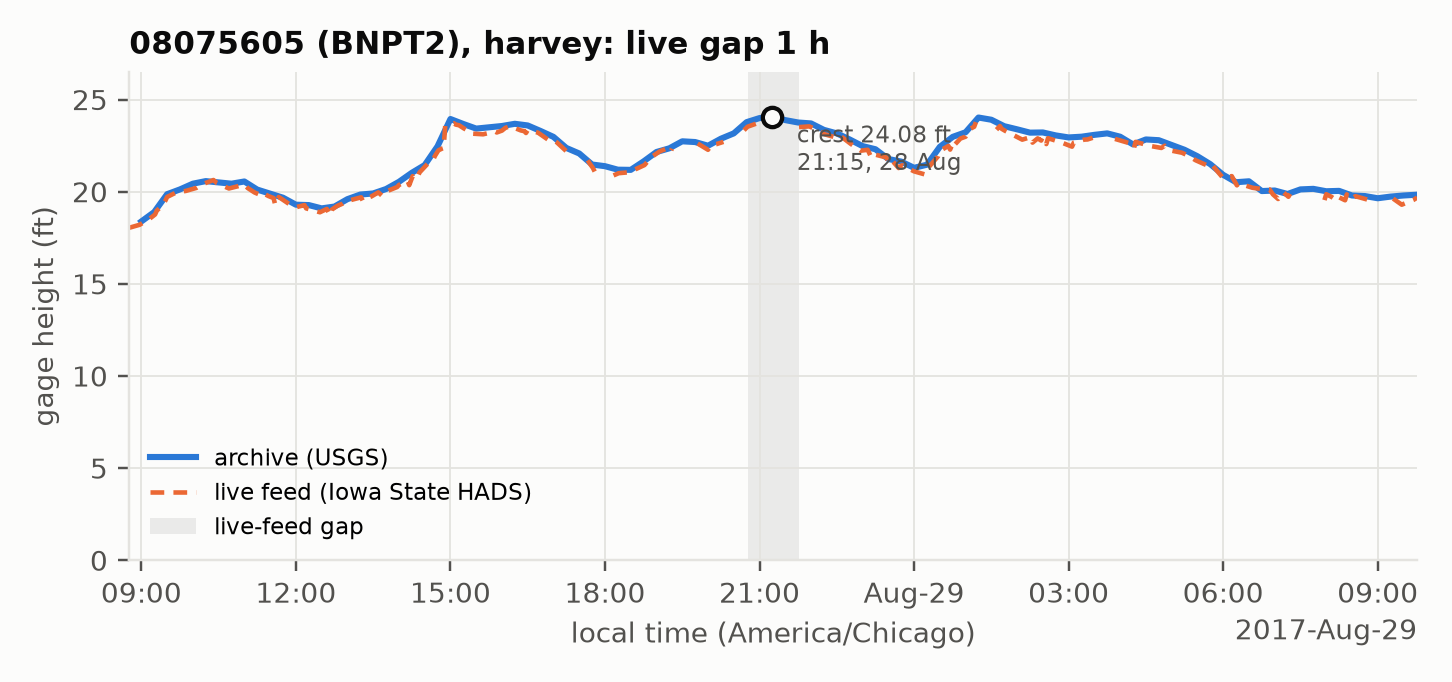 08075605 (BNPT2), harvey: live gap 1 h
25
20
15
10
5
0
gage height (ft)
crest 24.08 ft
21:15, 28 Aug
archive (USGS)
live feed (Iowa State HADS)
live-feed gap
09:00 12:00 15:00 18:00 21:00 Aug-29 03:00 06:00 09:00
local time (America/Chicago)
2017-Aug-29